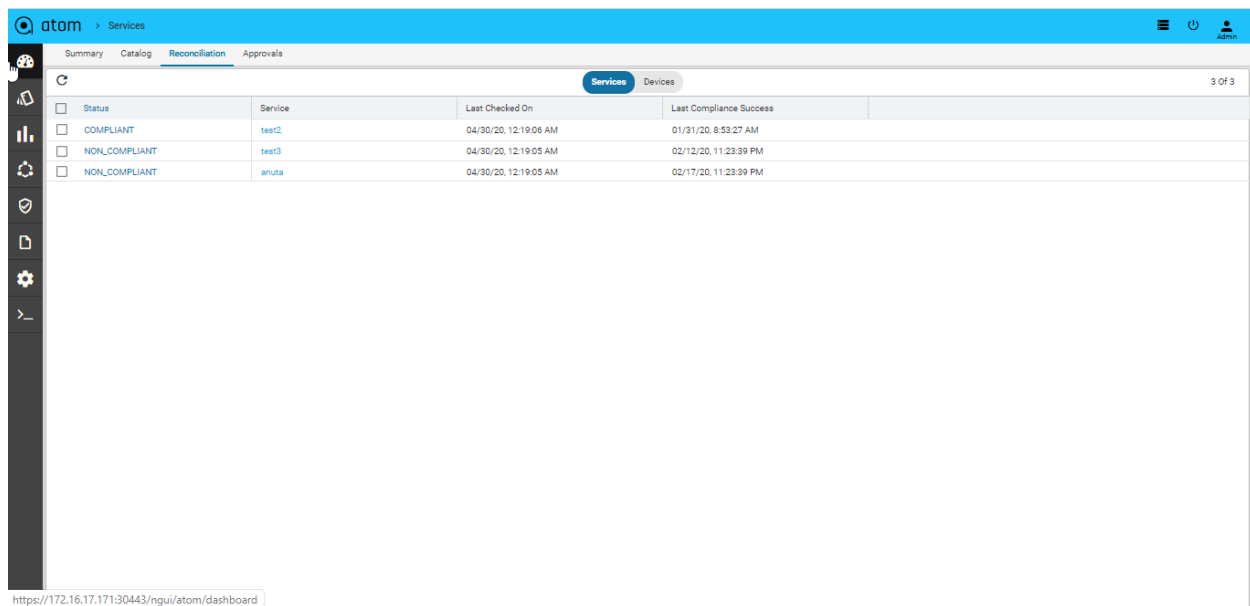 atom > Services
Admin
Summary Catalog Reconciliation Approvals
Services Devices 3 Of 3
Status Service Last Checked On Last Compliance Success
COMPLIANT test2 04/30/20, 12:19:06 AM 01/31/20, 8:53:27 AM
NON_COMPLIANT test3 04/30/20, 12:19:05 AM 02/12/20, 11:23:39 PM
NON_COMPLIANT anuta 04/30/20, 12:19:05 AM 02/17/20, 11:23:39 PM
https://172.16.17.171:30443/ngui/atom/dashboard